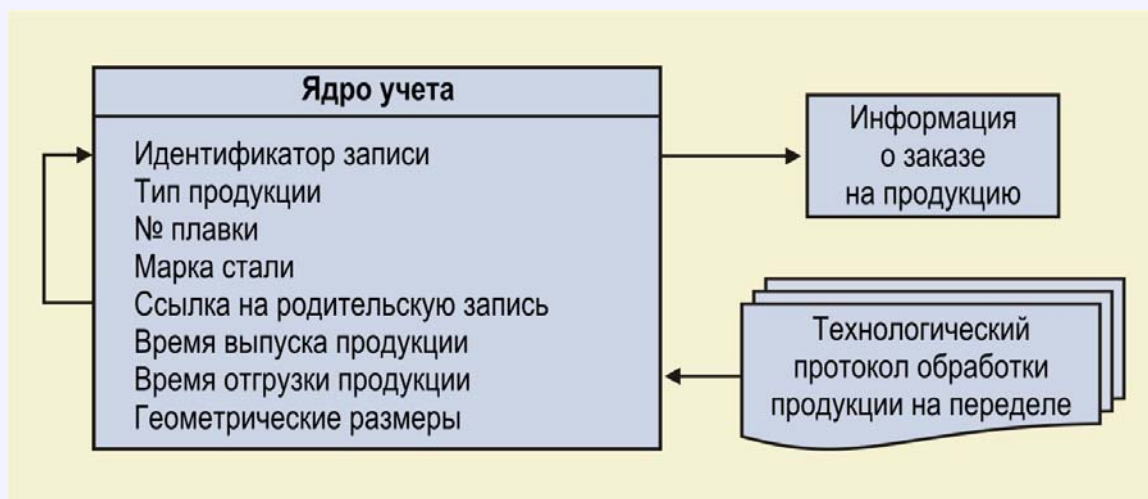 Ядро учета
Идентификатор записи
Тип продукции
№ плавки
Марка стали
Ссылка на родительскую запись
Время выпуска продукции
Время отгрузки продукции
Геометрические размеры
Информация
о заказе
на продукцию
Технологический
протокол обработки
продукции на переделе